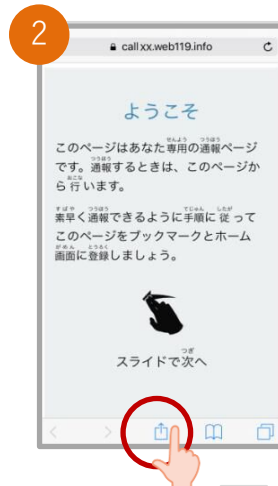 2
call xx.web119.info
ようこそ
このページはあなた専用の通報ページ
です。通報するときは、このページか
ら行います。
素早く通報できるように手順に従って
このページをブックマークとホーム
画面に登録しましょう。
スライドで次へ